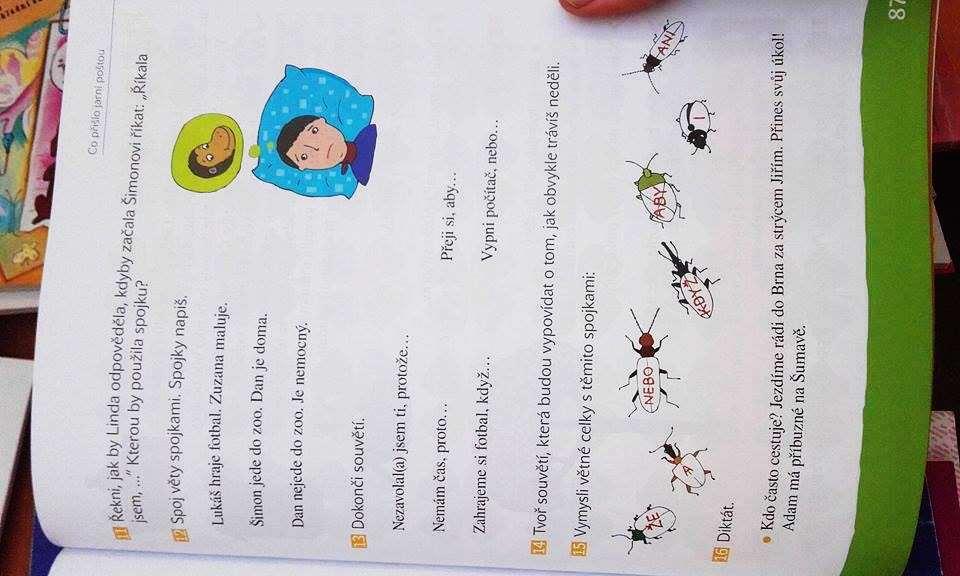 Co přišlo jarní poštou
11 Řekni, jak by Linda odpověděla, kdyby začala Šimonovi říkat: „Říkala
jsem, ...“ Kterou by použila spojku?
12 Spoj věty spojkami. Spojky napiš.
Lukáš hraje fotbal. Zuzana maluje.
Šimon jede do zoo. Dan je doma.
Dan nejede do zoo. Je nemocný.
13 Dokonči souvětí.
Nezavolal(a) jsem ti, protože…
Nemám čas, proto…
Přeji si, aby…
Zahrajeme si fotbal, když…
Vypni počítač, nebo…
14 Tvoř souvětí, která budou vypovídat o tom, jak obvykle trávíš neděli.
15 Vymysli větné celky s těmito spojkami:
ŽE
A
NEBO
KDYŽ
ABY
I
ANI
16 Diktát.
• Kdo často cestuje? Jezdíme rádi do Brna za strýcem Jiřím. Přines svůj úkol!
Adam má příbuzné na Šumavě.
87